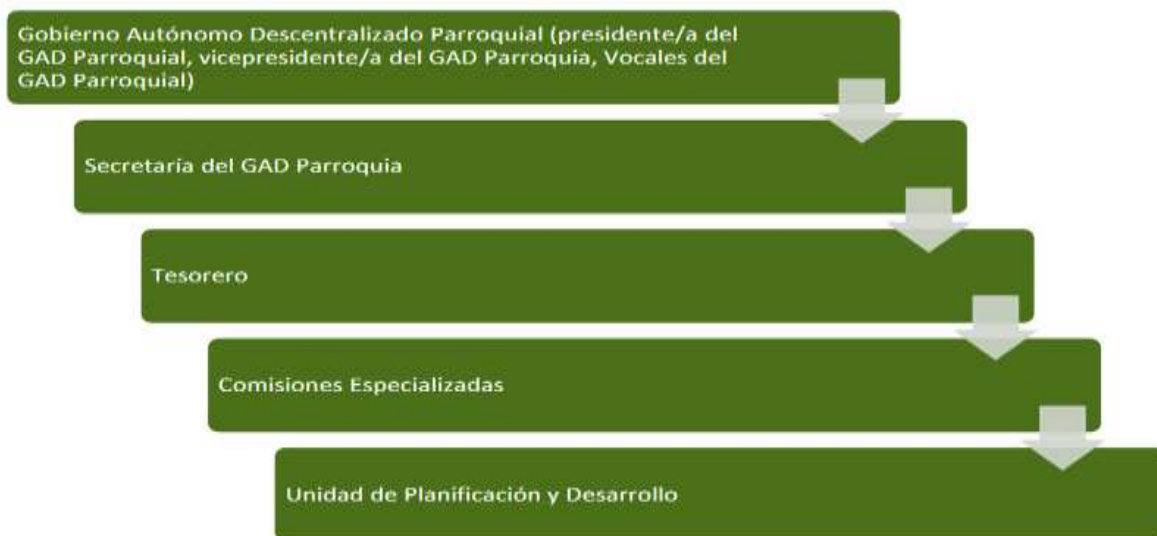 Gobierno Autónomo Descentralizado Parroquial (presidente/a del
GAD Parroquial, vicepresidente/a del GAD Parroquia, Vocales del
GAD Parroquial)
Secretaría del GAD Parroquia
Tesorero
Comisiones Especializadas
Unidad de Planificación y Desarrollo